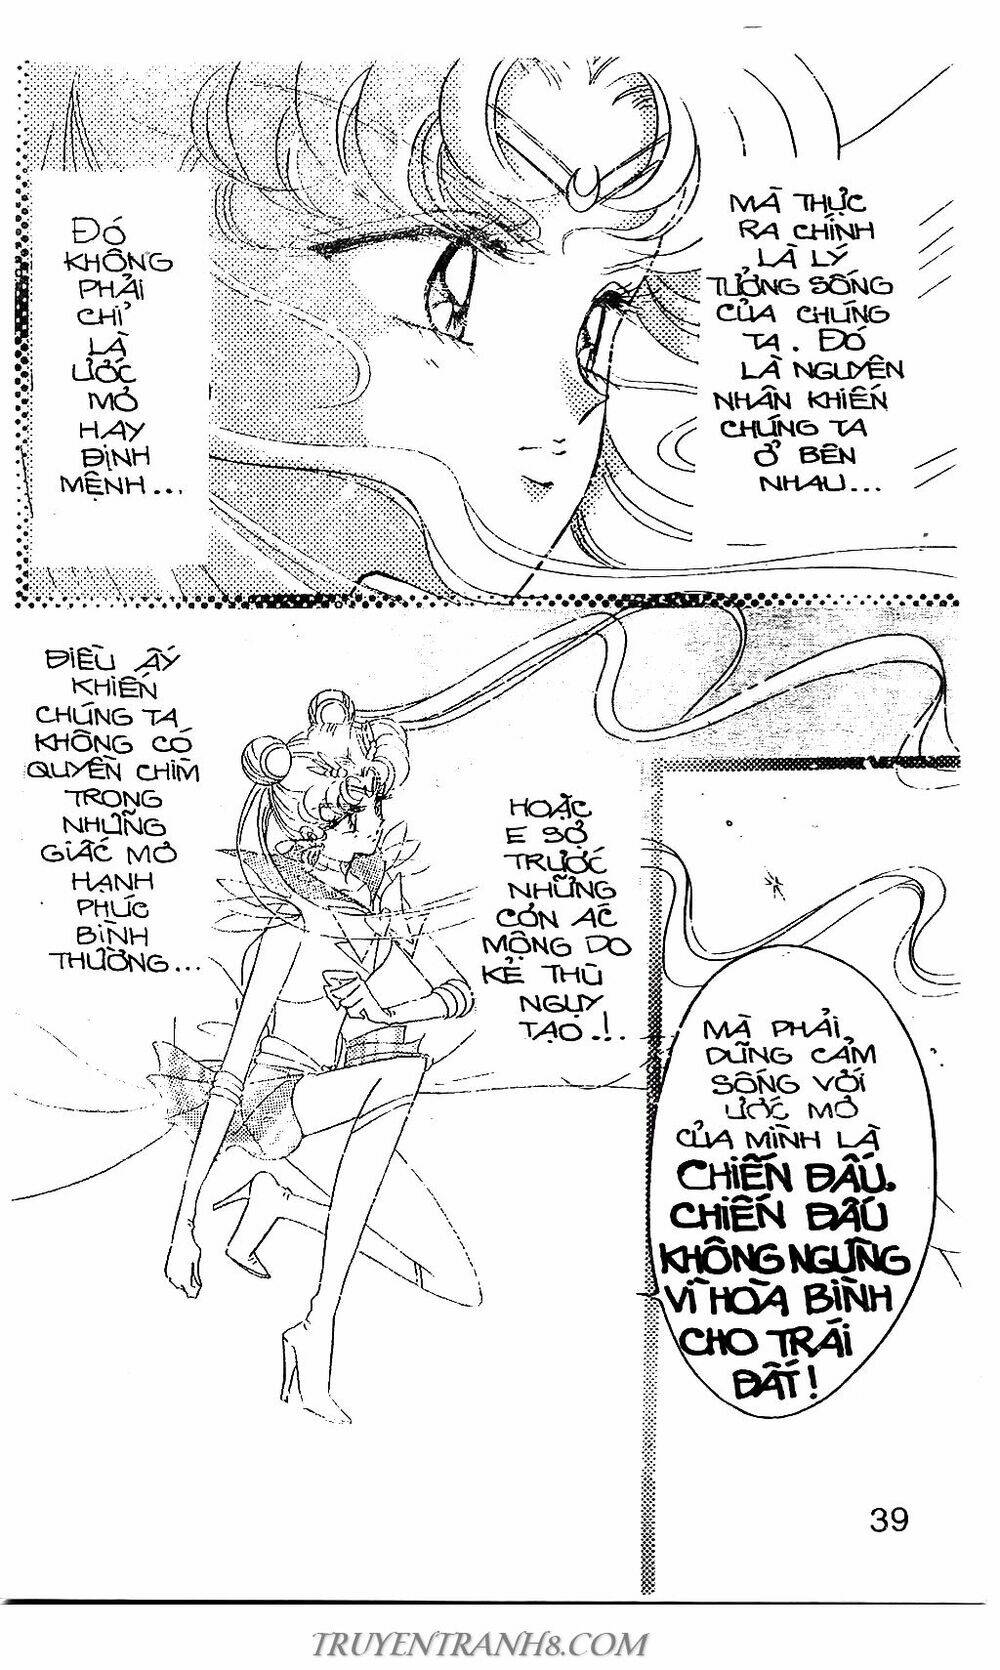 ĐÓ
KHÔNG
PHẢI
CHỈ
LÀ
ƯỚC
MƠ
HAY
ĐỊNH
MỆNH...
MÀ THỰC
RA CHÍNH
LÀ LÝ
TƯỞNG SỐNG
CỦA CHÚNG
TA. ĐÓ
LÀ NGUYÊN
NHÂN KHIẾN
CHÚNG TA
Ở BÊN
NHAU...
ĐIỀU ẤY
KHIẾN
CHÚNG TA
KHÔNG CÓ
QUYỀN CHÌM
TRONG
NHỮNG
GIẤC MƠ
HẠNH
PHÚC
BÌNH
THƯỜNG...
HOẶC
E SỢ
TRƯỚC
NHỮNG
CƠN ÁC
MỘNG DO
KẺ THÙ
NGỤY
TẠO.!.
MÀ PHẢI
DŨNG CẢM
SỐNG VỚI
ƯỚC MƠ
CỦA MÌNH LÀ
CHIẾN ĐẤU.
CHIẾN ĐẤU
KHÔNG NGỪNG
VÌ HÒA BÌNH
CHO TRÁI
ĐẤT!
39
TRUYENTRANH8.COM